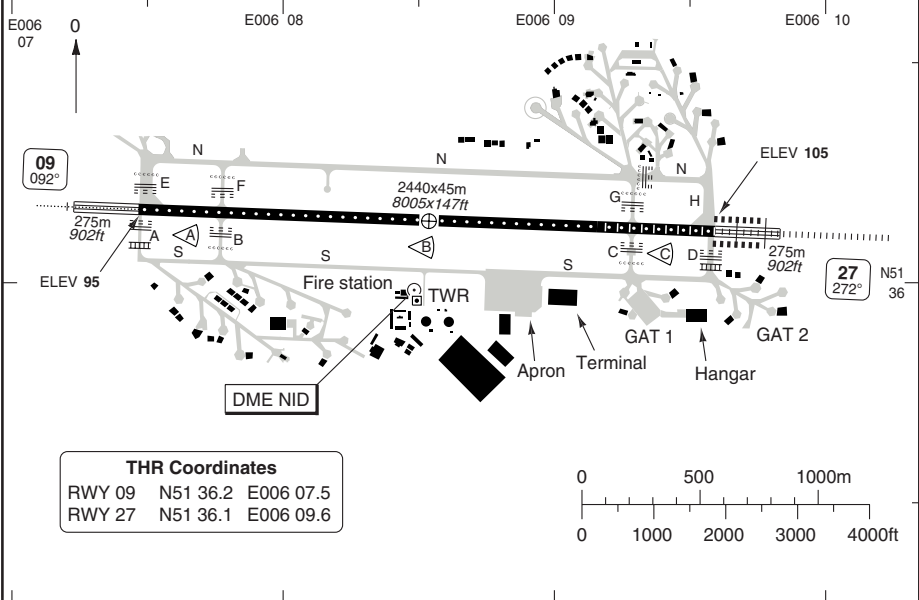 E006
07
0
E006 08
E006 09
E006 10
09
092°
N
N
N
E
F
G
H
2440x45m
8005x147ft
ELEV 105
275m
902ft
A
A
B
B
C
C
D
275m
902ft
S
S
S
ELEV 95
27
272°
N51
36
Fire station
TWR
GAT 1
GAT 2
Apron
Terminal
Hangar
DME NID
THR Coordinates
RWY 09 N51 36.2 E006 07.5
RWY 27 N51 36.1 E006 09.6
0 500 1000m
0 1000 2000 3000 4000ft